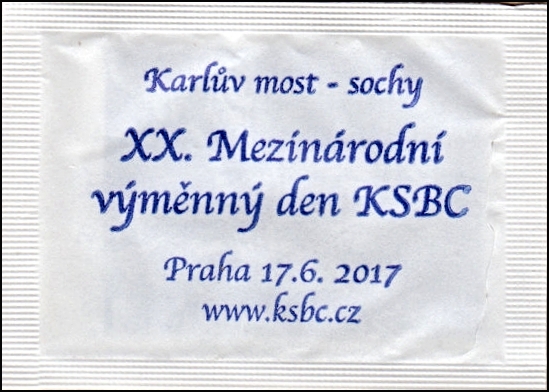 Karlův most - sochy
XX. Mezinárodní
výměnný den KSBC
Praha 17.6. 2017
www.ksbc.cz